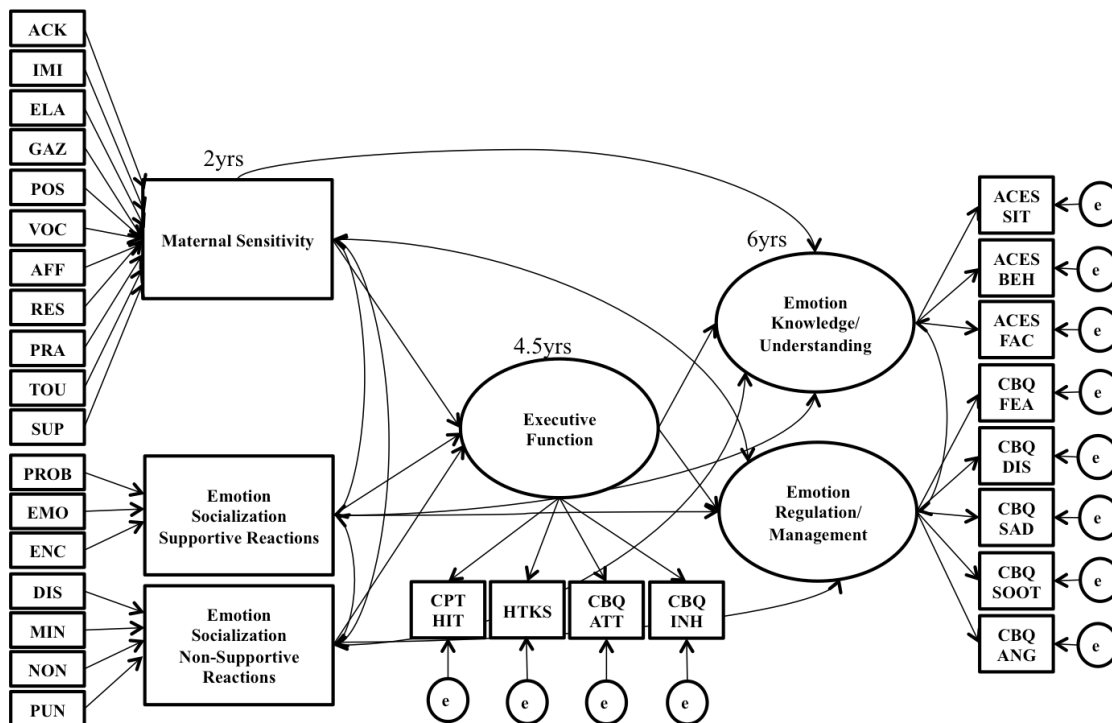 ACK
IMI
ELA
GAZ
POS
VOC
AFF
RES
PRA
TOU
SUP
PROB
EMO
ENC
DIS
MIN
NON
PUN
2yrs
Maternal Sensitivity
Emotion
Socialization
Supportive Reactions
Emotion
Socialization
Non-Supportive
Reactions
4.5yrs
Executive
Function
CPT
HIT
HTKS
CBQ
ATT
CBQ
INH
e
e
e
e
6yrs
Emotion
Knowledge/
Understanding
Emotion
Regulation/
Management
ACES
SIT
e
ACES
BEH
e
ACES
FAC
e
CBQ
FEA
e
CBQ
DIS
e
CBQ
SAD
e
CBQ
SOOT
e
CBQ
ANG
e